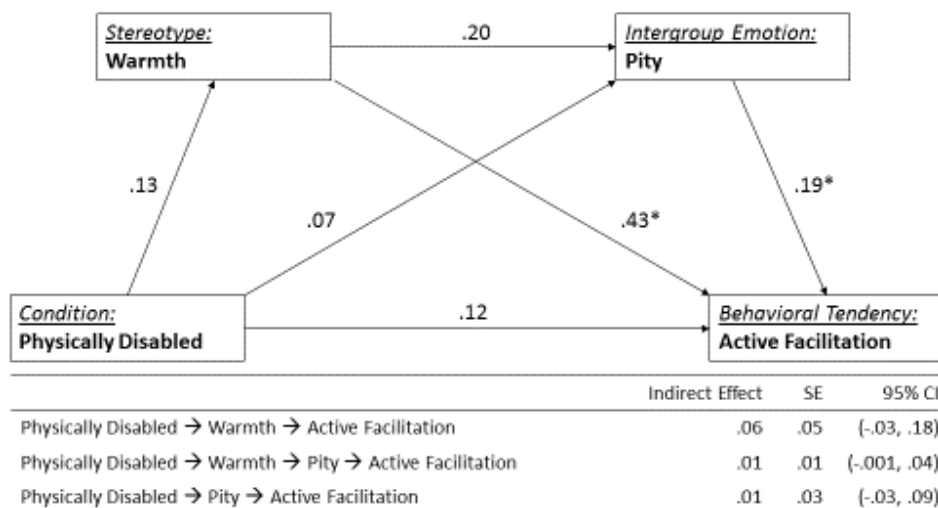 Stereotype:
Warmth
.20
Intergroup Emotion:
Pity
.13
.07
.43*
.19*
Condition:
Physically Disabled
.12
Behavioral Tendency:
Active Facilitation
Indirect Effect SE 95% CI
Physically Disabled → Warmth → Active Facilitation .06 .05 (-.03, .18)
Physically Disabled → Warmth → Pity → Active Facilitation .01 .01 (-.001, .04)
Physically Disabled → Pity → Active Facilitation .01 .03 (-.03, .09)